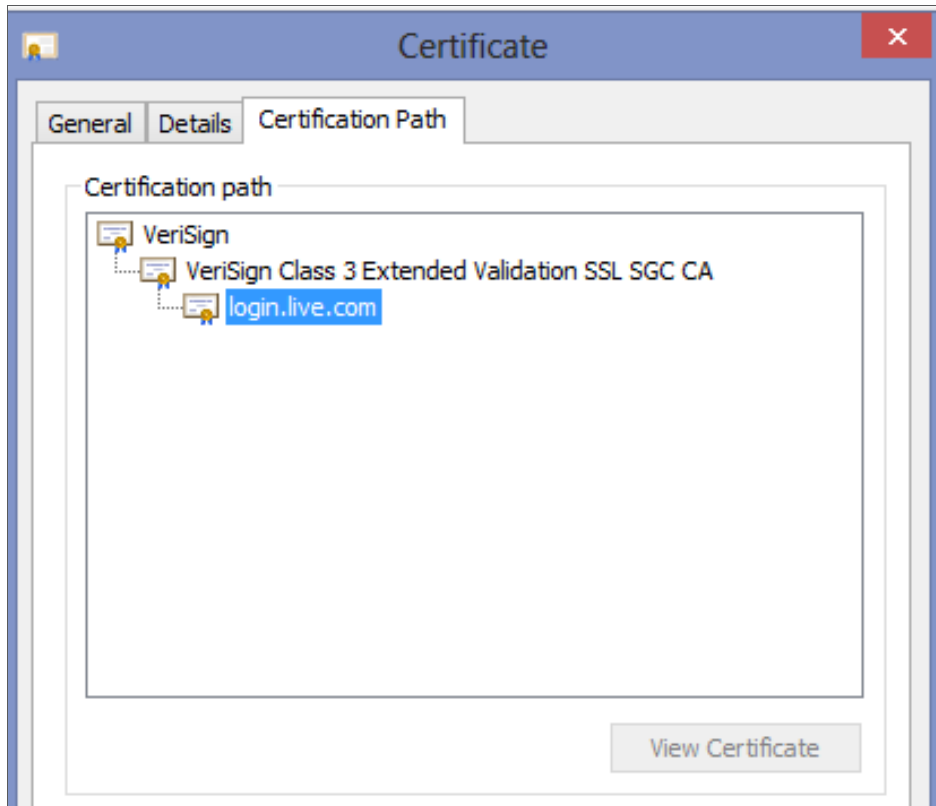 Certificate
General Details Certification Path
Certification path
VeriSign
VeriSign Class 3 Extended Validation SSL SGC CA
login.live.com
View Certificate